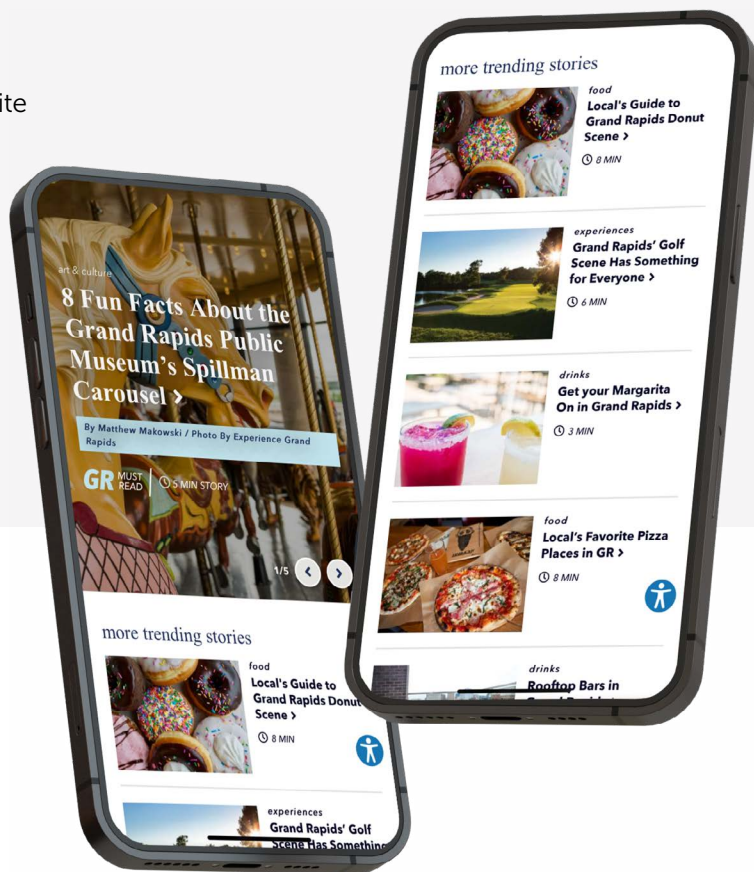 ite
art & culture
8 Fun Facts About the
Grand Rapids Public
Museum's Spillman
Carousel >
By Matthew Makowski / Photo By Experience Grand
Rapids
GR MUST
READ
5 MIN STORY
1/5
more trending stories
food
Local's Guide to
Grand Rapids Donut
Scene >
8 MIN
experiences
Grand Rapids' Golf
Scene Has Something
more trending stories
food
Local's Guide to
Grand Rapids Donut
Scene >
8 MIN
experiences
Grand Rapids' Golf
Scene Has Something
for Everyone >
6 MIN
drinks
Get your Margarita
On in Grand Rapids >
3 MIN
food
Local's Favorite Pizza
Places in GR >
8 MIN
drinks
Rooftop Bars in